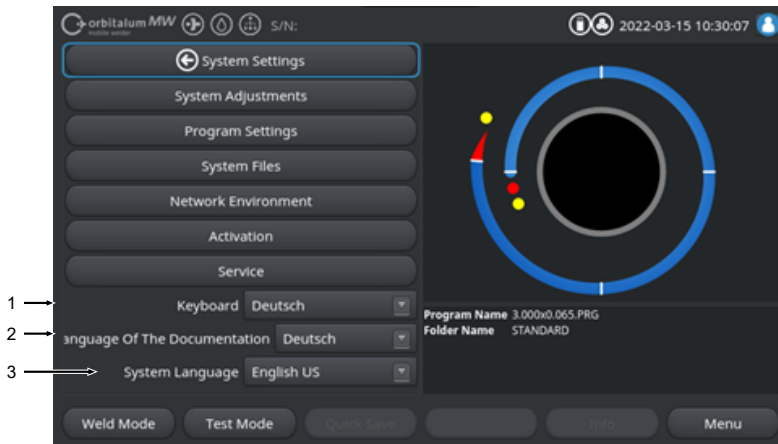 orbitalum MW S/N: 2022-03-15 10:30:07
mobile welder
System Settings
System Adjustments
Program Settings
System Files
Network Environment
Activation
Service
1 Keyboard Deutsch
2 anguage Of The Documentation Deutsch
3 System Language English US
Program Name 3.000x0.065.PRG
Folder Name STANDARD
Weld Mode Test Mode Quick Save Info Menu